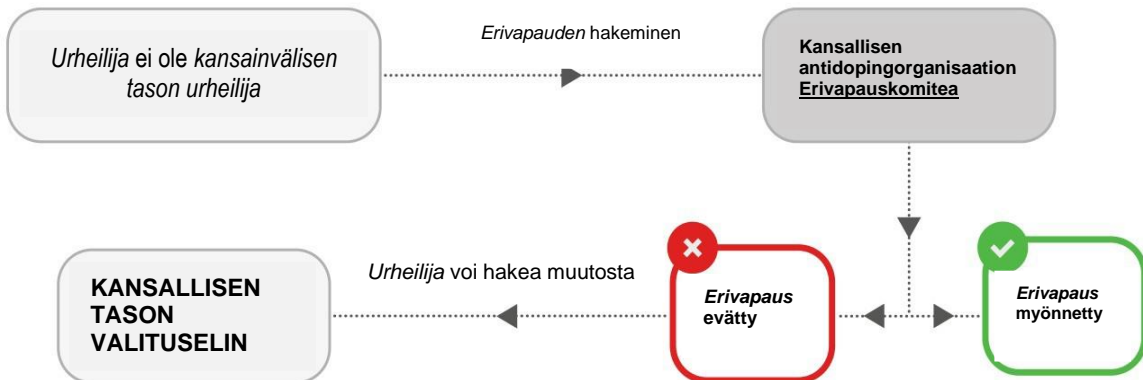 Urheilija ei ole kansainvälisen
tason urheilija
Erivapauden hakeminen
Kansallisen
antidopingorganisaation
Erivapauskomitea
KANSALLISEN
TASON
VALITUSELIN
Urheilija voi hakea muutosta
Erivapaus
evätty
Erivapaus
myönnetty